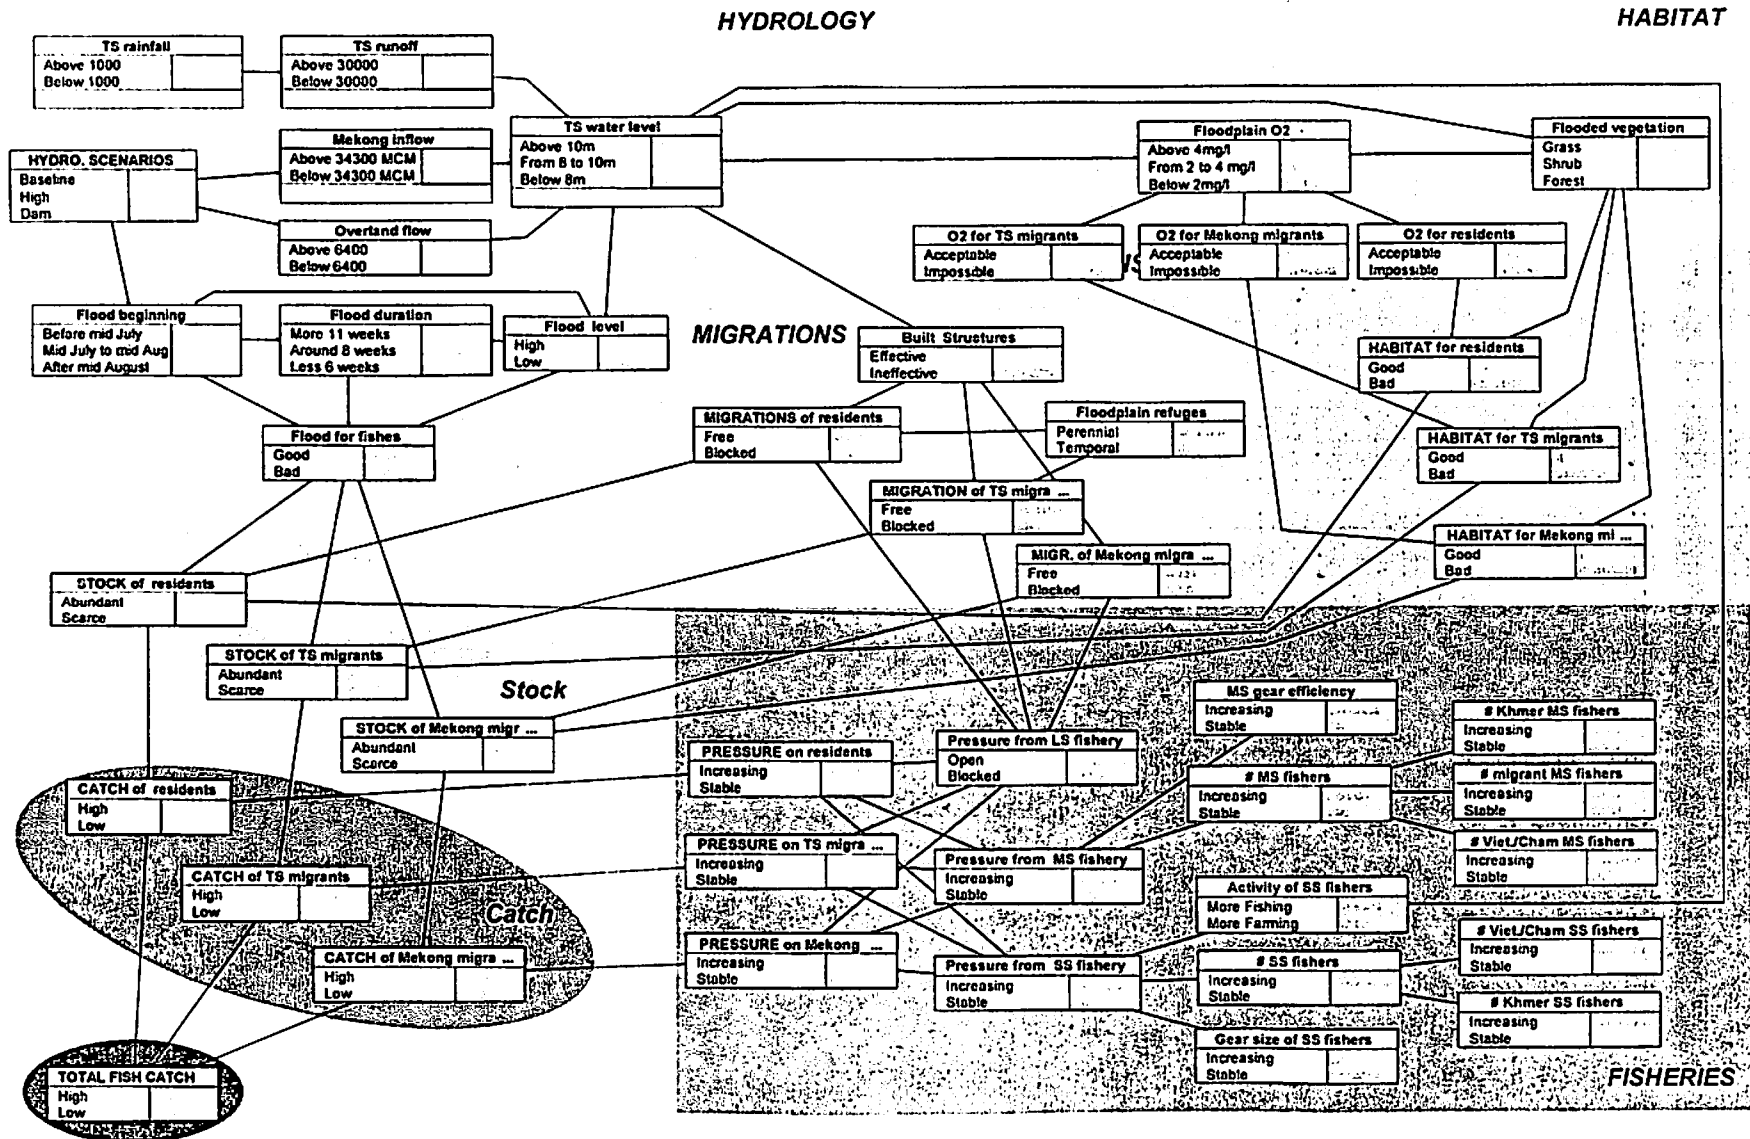 HYDROLOGY
HABITAT
TS rainfall
Above 1000
Below 1000
TS runoff
Above 30000
Below 30000
HYDRO. SCENARIOS
Baseline
High
Dam
Mekong inflow
Above 34300 MCM
Below 34300 MCM
TS water level
Above 10m
From 8 to 10m
Below 8m
Floodplain O2
Above 4mg/l
From 2 to 4 mg/l
Below 2mg/l
Flooded vegetation
Grass
Shrub
Forest
Overland flow
Above 6400
Below 6400
O2 for TS migrants
Acceptable
Impossible
O2 for Mekong migrants
Acceptable
Impossible
O2 for residents
Acceptable
Impossible
Flood beginning
Before mid July
Mid July to mid Aug
After mid August
Flood duration
More 11 weeks
Around 8 weeks
Less 6 weeks
Flood level
High
Low
MIGRATIONS
Built Structures
Effective
Ineffective
HABITAT for residents
Good
Bad
Flood for fishes
Good
Bad
MIGRATIONS of residents
Free
Blocked
Floodplain refuges
Perennial
Temporal
HABITAT for TS migrants
Good
Bad
MIGRATION of TS migra ...
Free
Blocked
HABITAT for Mekong mi ...
Good
Bad
MIGR. of Mekong migra ...
Free
Blocked
STOCK of residents
Abundant
Scarce
STOCK of TS migrants
Abundant
Scarce
Stock
STOCK of Mekong migr ...
Abundant
Scarce
MS gear efficiency
Increasing
Stable
# Khmer MS fishers
Increasing
Stable
PRESSURE on residents
Increasing
Stable
Pressure from LS fishery
Open
Blocked
# MS fishers
Increasing
Stable
# migrant MS fishers
Increasing
Stable
CATCH of residents
High
Low
PRESSURE on TS migra ...
Increasing
Stable
Pressure from MS fishery
Increasing
Stable
# Viet./Cham MS fishers
Increasing
Stable
CATCH of TS migrants
High
Low
Catch
Activity of SS fishers
More Fishing
More Farming
# Viet./Cham SS fishers
Increasing
Stable
CATCH of Mekong migra ...
High
Low
PRESSURE on Mekong ...
Increasing
Stable
Pressure from SS fishery
Increasing
Stable
# SS fishers
Increasing
Stable
# Khmer SS fishers
Increasing
Stable
Gear size of SS fishers
Increasing
Stable
TOTAL FISH CATCH
High
Low
FISHERIES